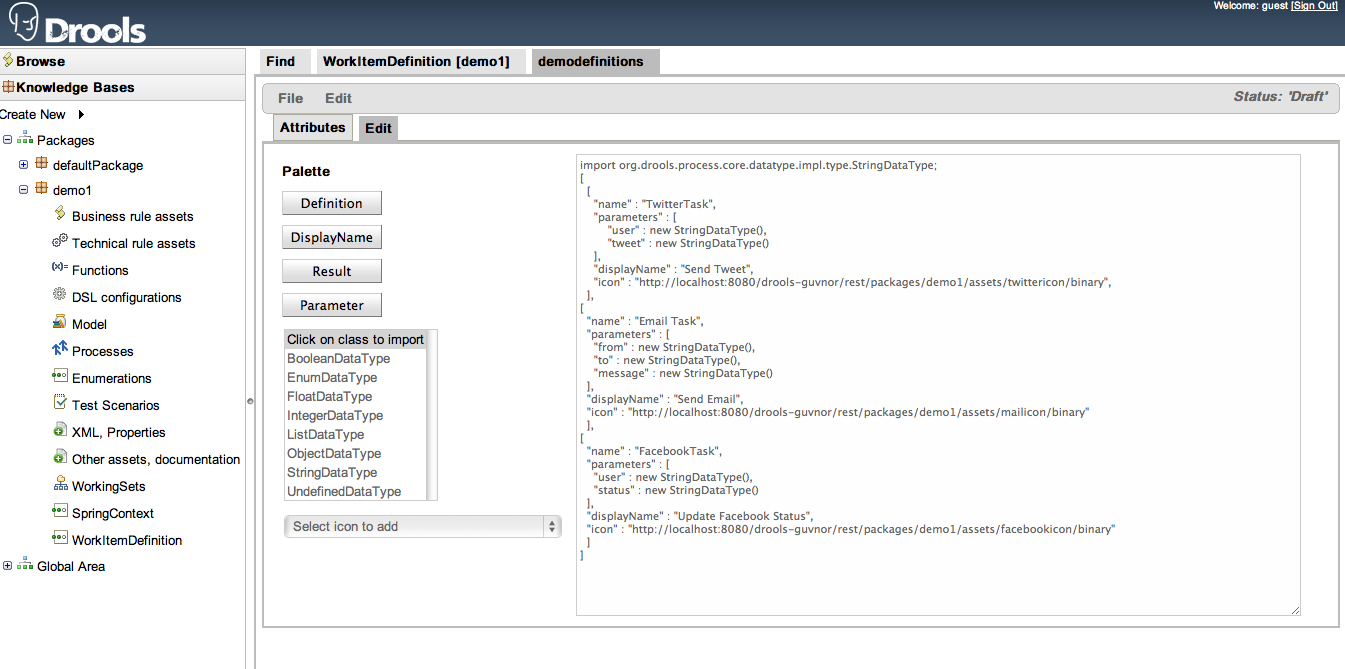 Welcome: guest [Sign Out]
Drools
Browse
Knowledge Bases
Create New
Packages
defaultPackage
demo1
Business rule assets
Technical rule assets
Functions
DSL configurations
Model
Processes
Enumerations
Test Scenarios
XML, Properties
Other assets, documentation
WorkingSets
SpringContext
WorkItemDefinition
Global Area
Find
WorkItemDefinition [demo1]
demodefinitions
File Edit
Status: 'Draft'
Attributes
Edit
Palette
Definition
DisplayName
Result
Parameter
Click on class to import
BooleanDataType
EnumDataType
FloatDataType
IntegerDataType
ListDataType
ObjectDataType
StringDataType
UndefinedDataType
Select icon to add
import org.drools.process.core.datatype.impl.type.StringDataType;
[
[
"name" : "TwitterTask",
"parameters" : [
"user" : new StringDataType(),
"tweet" : new StringDataType()
],
"displayName" : "Send Tweet",
"icon" : "http://localhost:8080/drools-guvnor/rest/packages/demo1/assets/twittericon/binary",
],
[
"name" : "Email Task",
"parameters" : [
"from" : new StringDataType(),
"to" : new StringDataType(),
"message" : new StringDataType()
],
"displayName" : "Send Email",
"icon" : "http://localhost:8080/drools-guvnor/rest/packages/demo1/assets/mailicon/binary"
],
[
"name" : "FacebookTask",
"parameters" : [
"user" : new StringDataType(),
"status" : new StringDataType()
],
"displayName" : "Update Facebook Status",
"icon" : "http://localhost:8080/drools-guvnor/rest/packages/demo1/assets/facebookicon/binary"
]
]